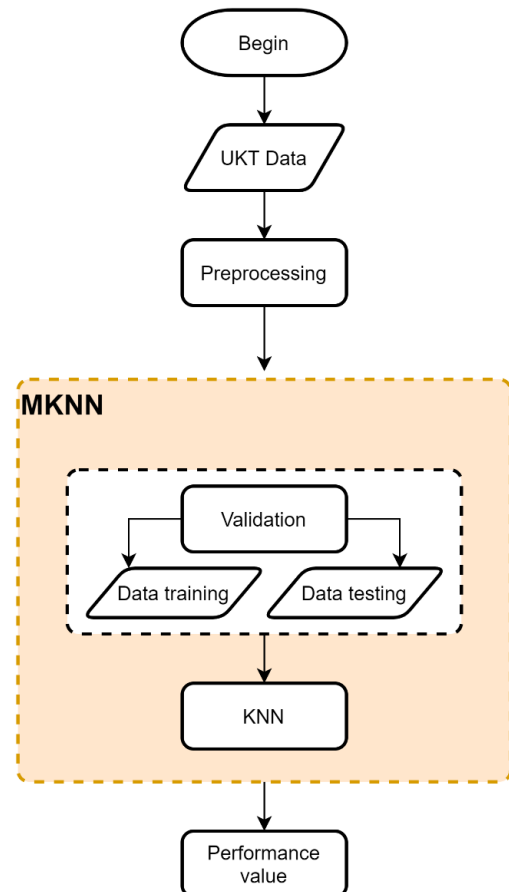 Begin
UKT Data
Preprocessing
MKNN
Validation
Data training
Data testing
KNN
Performance
value